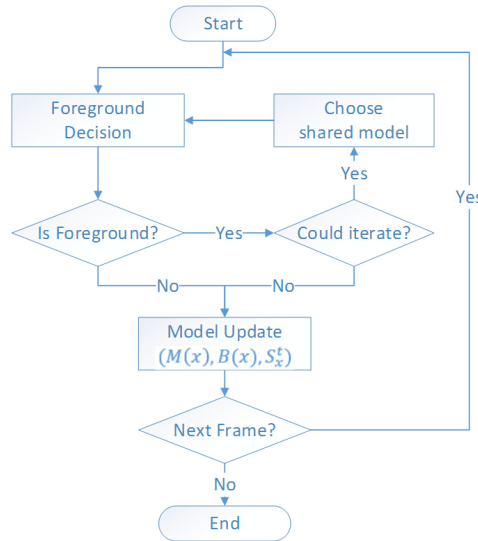 Start
Foreground
Decision
Choose
shared model
Yes
Yes
Is Foreground?
Yes
Could iterate?
No
No
Model Update
(M(x), B(x), S_x^t)
Next Frame?
No
End